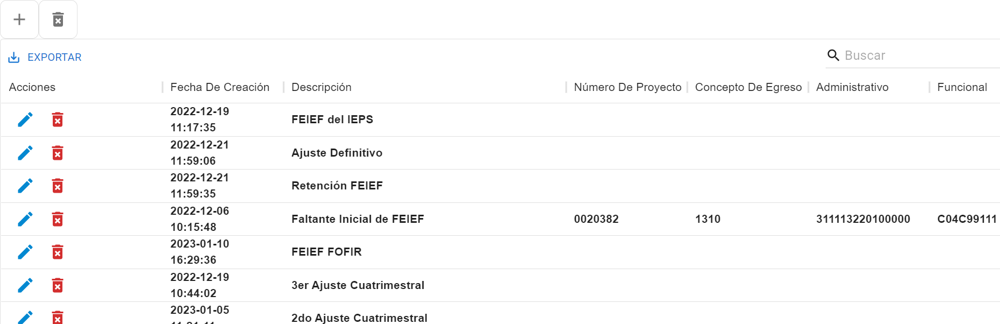 EXPORTAR
Buscar
Acciones Fecha De Creación Descripción Número De Proyecto Concepto De Egreso Administrativo Funcional
2022-12-19
11:17:35
FEIEF del IEPS
2022-12-21
11:59:06
Ajuste Definitivo
2022-12-21
11:59:35
Retención FEIEF
2022-12-06
10:15:48
Faltante Inicial de FEIEF 0020382 1310 311113220100000 C04C99111
2023-01-10
16:29:36
FEIEF FOFIR
2022-12-19
10:44:02
3er Ajuste Cuatrimestral
2023-01-05
2do Ajuste Cuatrimestral